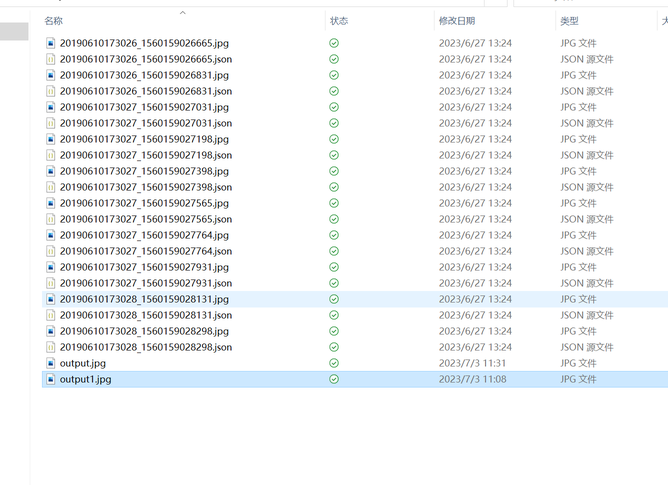 名称 状态 修改日期 类型 大
20190610173026_1560159026665.jpg 2023/6/27 13:24 JPG 文件
20190610173026_1560159026665.json 2023/6/27 13:24 JSON 源文件
20190610173026_1560159026831.jpg 2023/6/27 13:24 JPG 文件
20190610173026_1560159026831.json 2023/6/27 13:24 JSON 源文件
20190610173027_1560159027031.jpg 2023/6/27 13:24 JPG 文件
20190610173027_1560159027031.json 2023/6/27 13:24 JSON 源文件
20190610173027_1560159027198.jpg 2023/6/27 13:24 JPG 文件
20190610173027_1560159027198.json 2023/6/27 13:24 JSON 源文件
20190610173027_1560159027398.jpg 2023/6/27 13:24 JPG 文件
20190610173027_1560159027398.json 2023/6/27 13:24 JSON 源文件
20190610173027_1560159027565.jpg 2023/6/27 13:24 JPG 文件
20190610173027_1560159027565.json 2023/6/27 13:24 JSON 源文件
20190610173027_1560159027764.jpg 2023/6/27 13:24 JPG 文件
20190610173027_1560159027764.json 2023/6/27 13:24 JSON 源文件
20190610173027_1560159027931.jpg 2023/6/27 13:24 JPG 文件
20190610173027_1560159027931.json 2023/6/27 13:24 JSON 源文件
20190610173028_1560159028131.jpg 2023/6/27 13:24 JPG 文件
20190610173028_1560159028131.json 2023/6/27 13:24 JSON 源文件
20190610173028_1560159028298.jpg 2023/6/27 13:24 JPG 文件
20190610173028_1560159028298.json 2023/6/27 13:24 JSON 源文件
output.jpg 2023/7/3 11:31 JPG 文件
output1.jpg 2023/7/3 11:08 JPG 文件